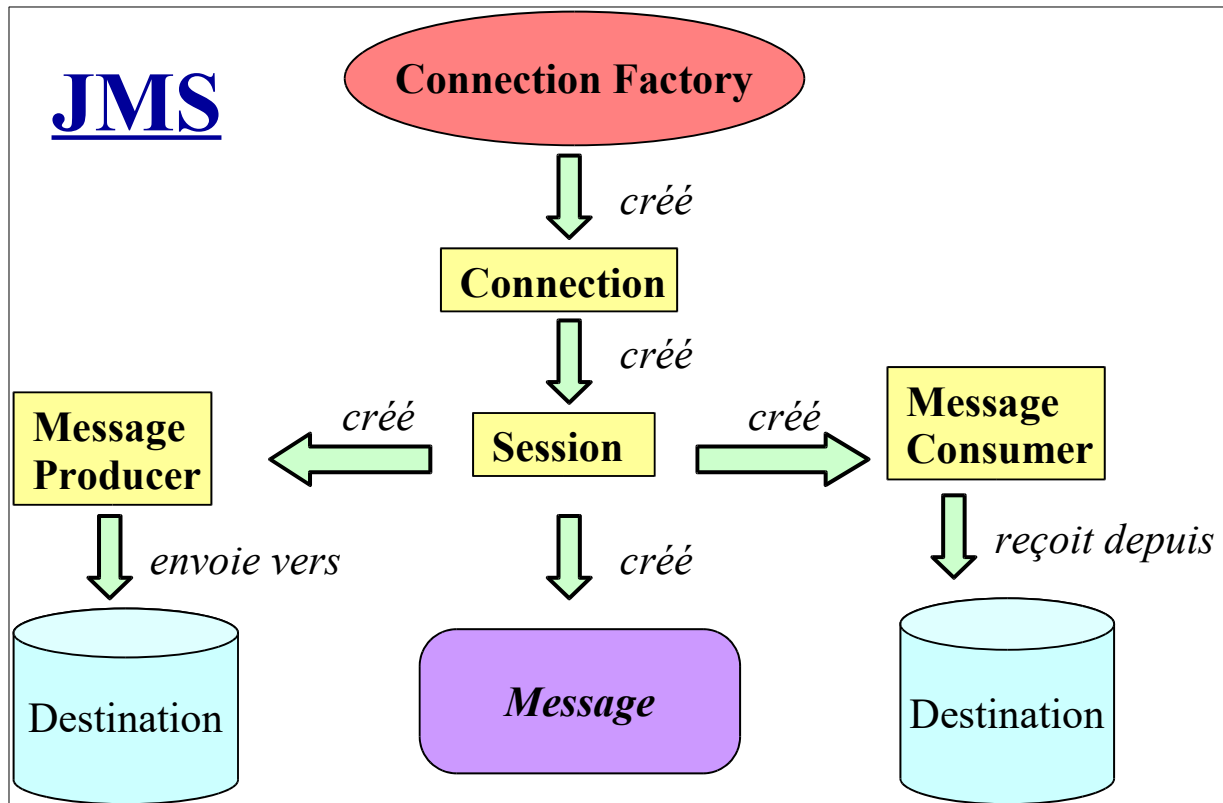 JMS
Connection Factory
créé
Connection
créé
créé
créé
Message
Producer
Session
Message
Consumer
envoie vers
créé
reçoit depuis
Destination
Message
Destination